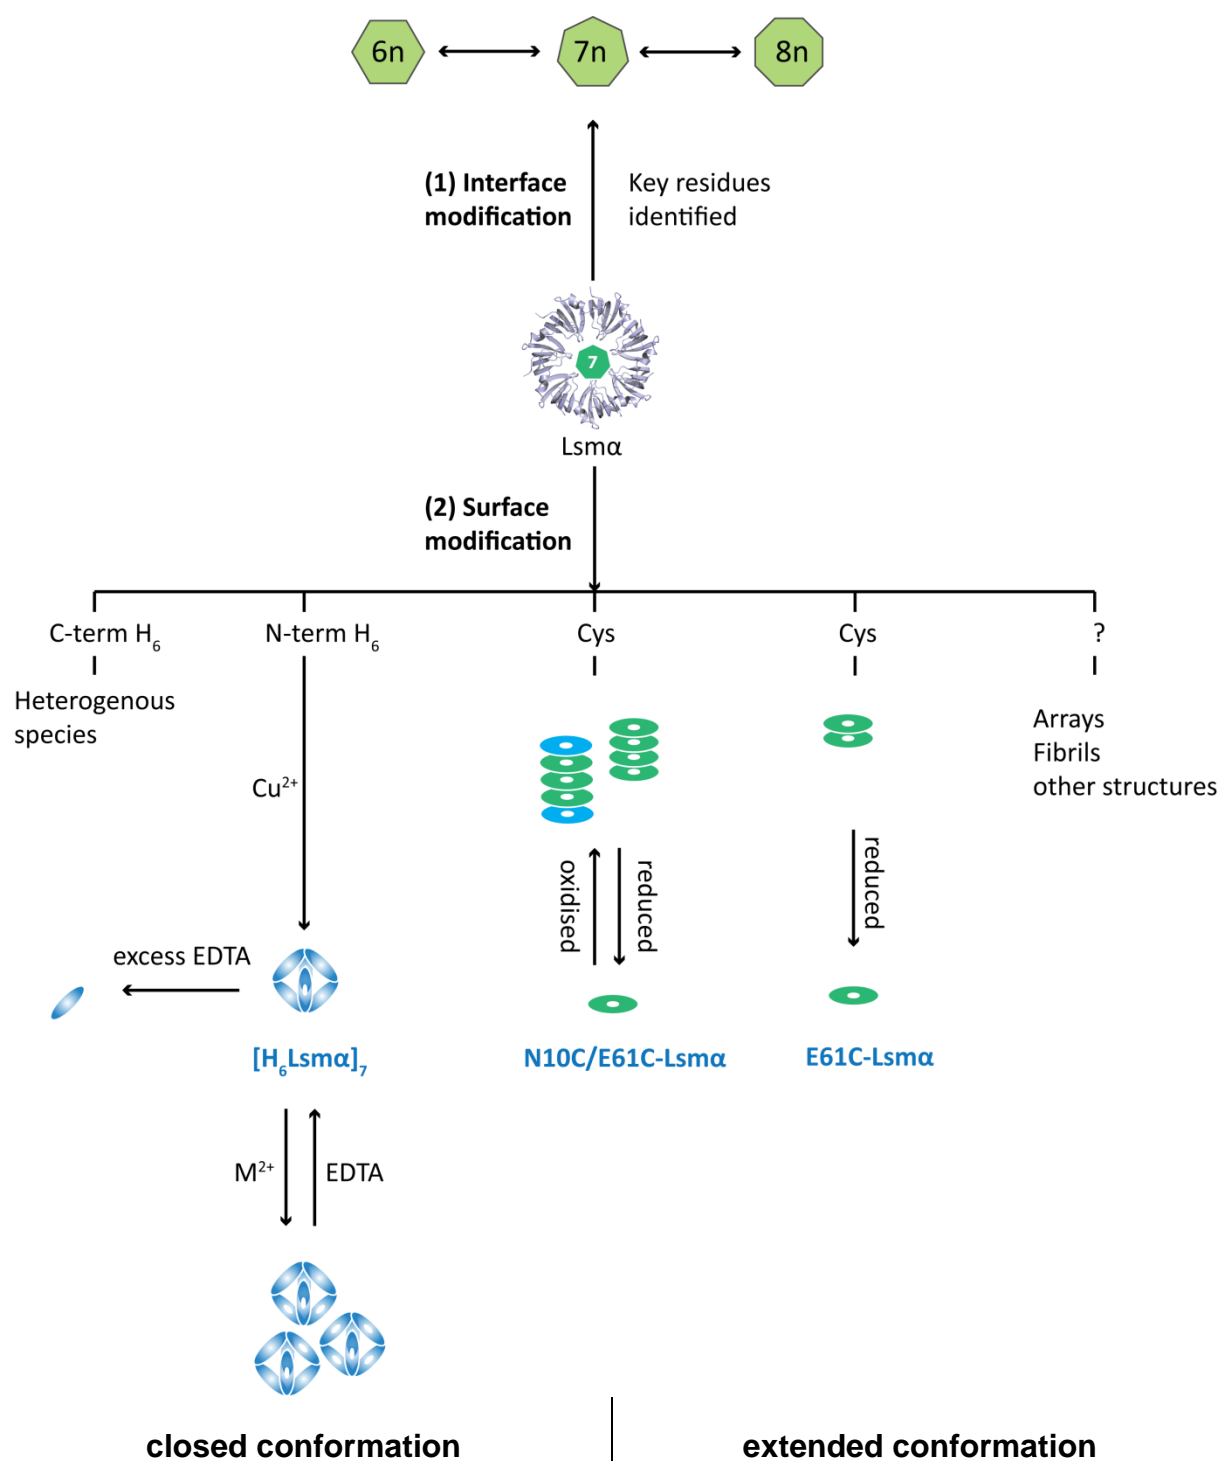 6n
7n
8n
(1) Interface
modification
Key residues
identified
7
Lsmα
(2) Surface
modification
C-term H₆
N-term H₆
Cys
Cys
?
Heterogenous
species
Arrays
Fibrils
other structures
Cu²⁺
oxidised
reduced
reduced
excess EDTA
[H₆Lsmα]₇
N10C/E61C-Lsmα
E61C-Lsmα
M²⁺
EDTA
closed conformation
extended conformation